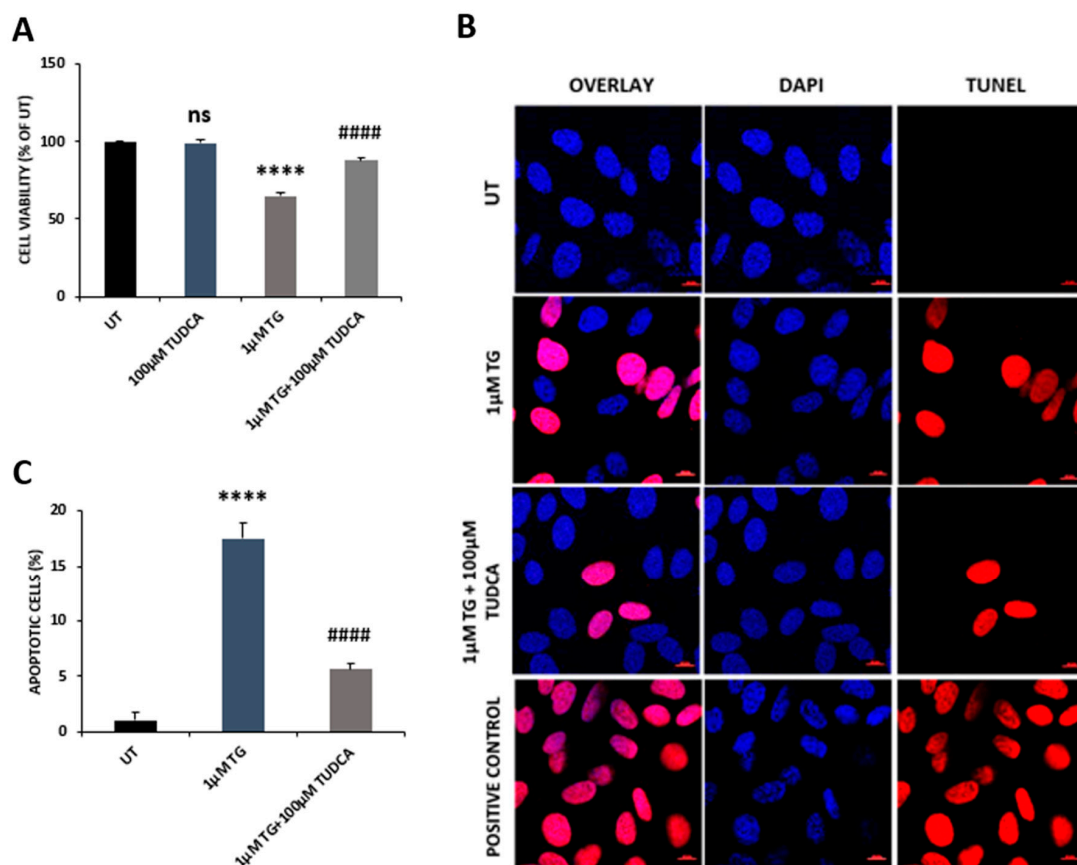 A
CELL VIABILITY (% OF UT)
150
100
50
0
ns
****
####
UT
100μM TUDCA
1μM TG
1μM TG+100μM TUDCA
B
OVERLAY
DAPI
TUNEL
UT
1μM TG
1μM TG + 100μM
TUDCA
POSITIVE CONTROL
C
APOPTOTIC CELLS (%)
20
15
10
5
0
****
####
UT
1μM TG
1μM TG+100μM TUDCA